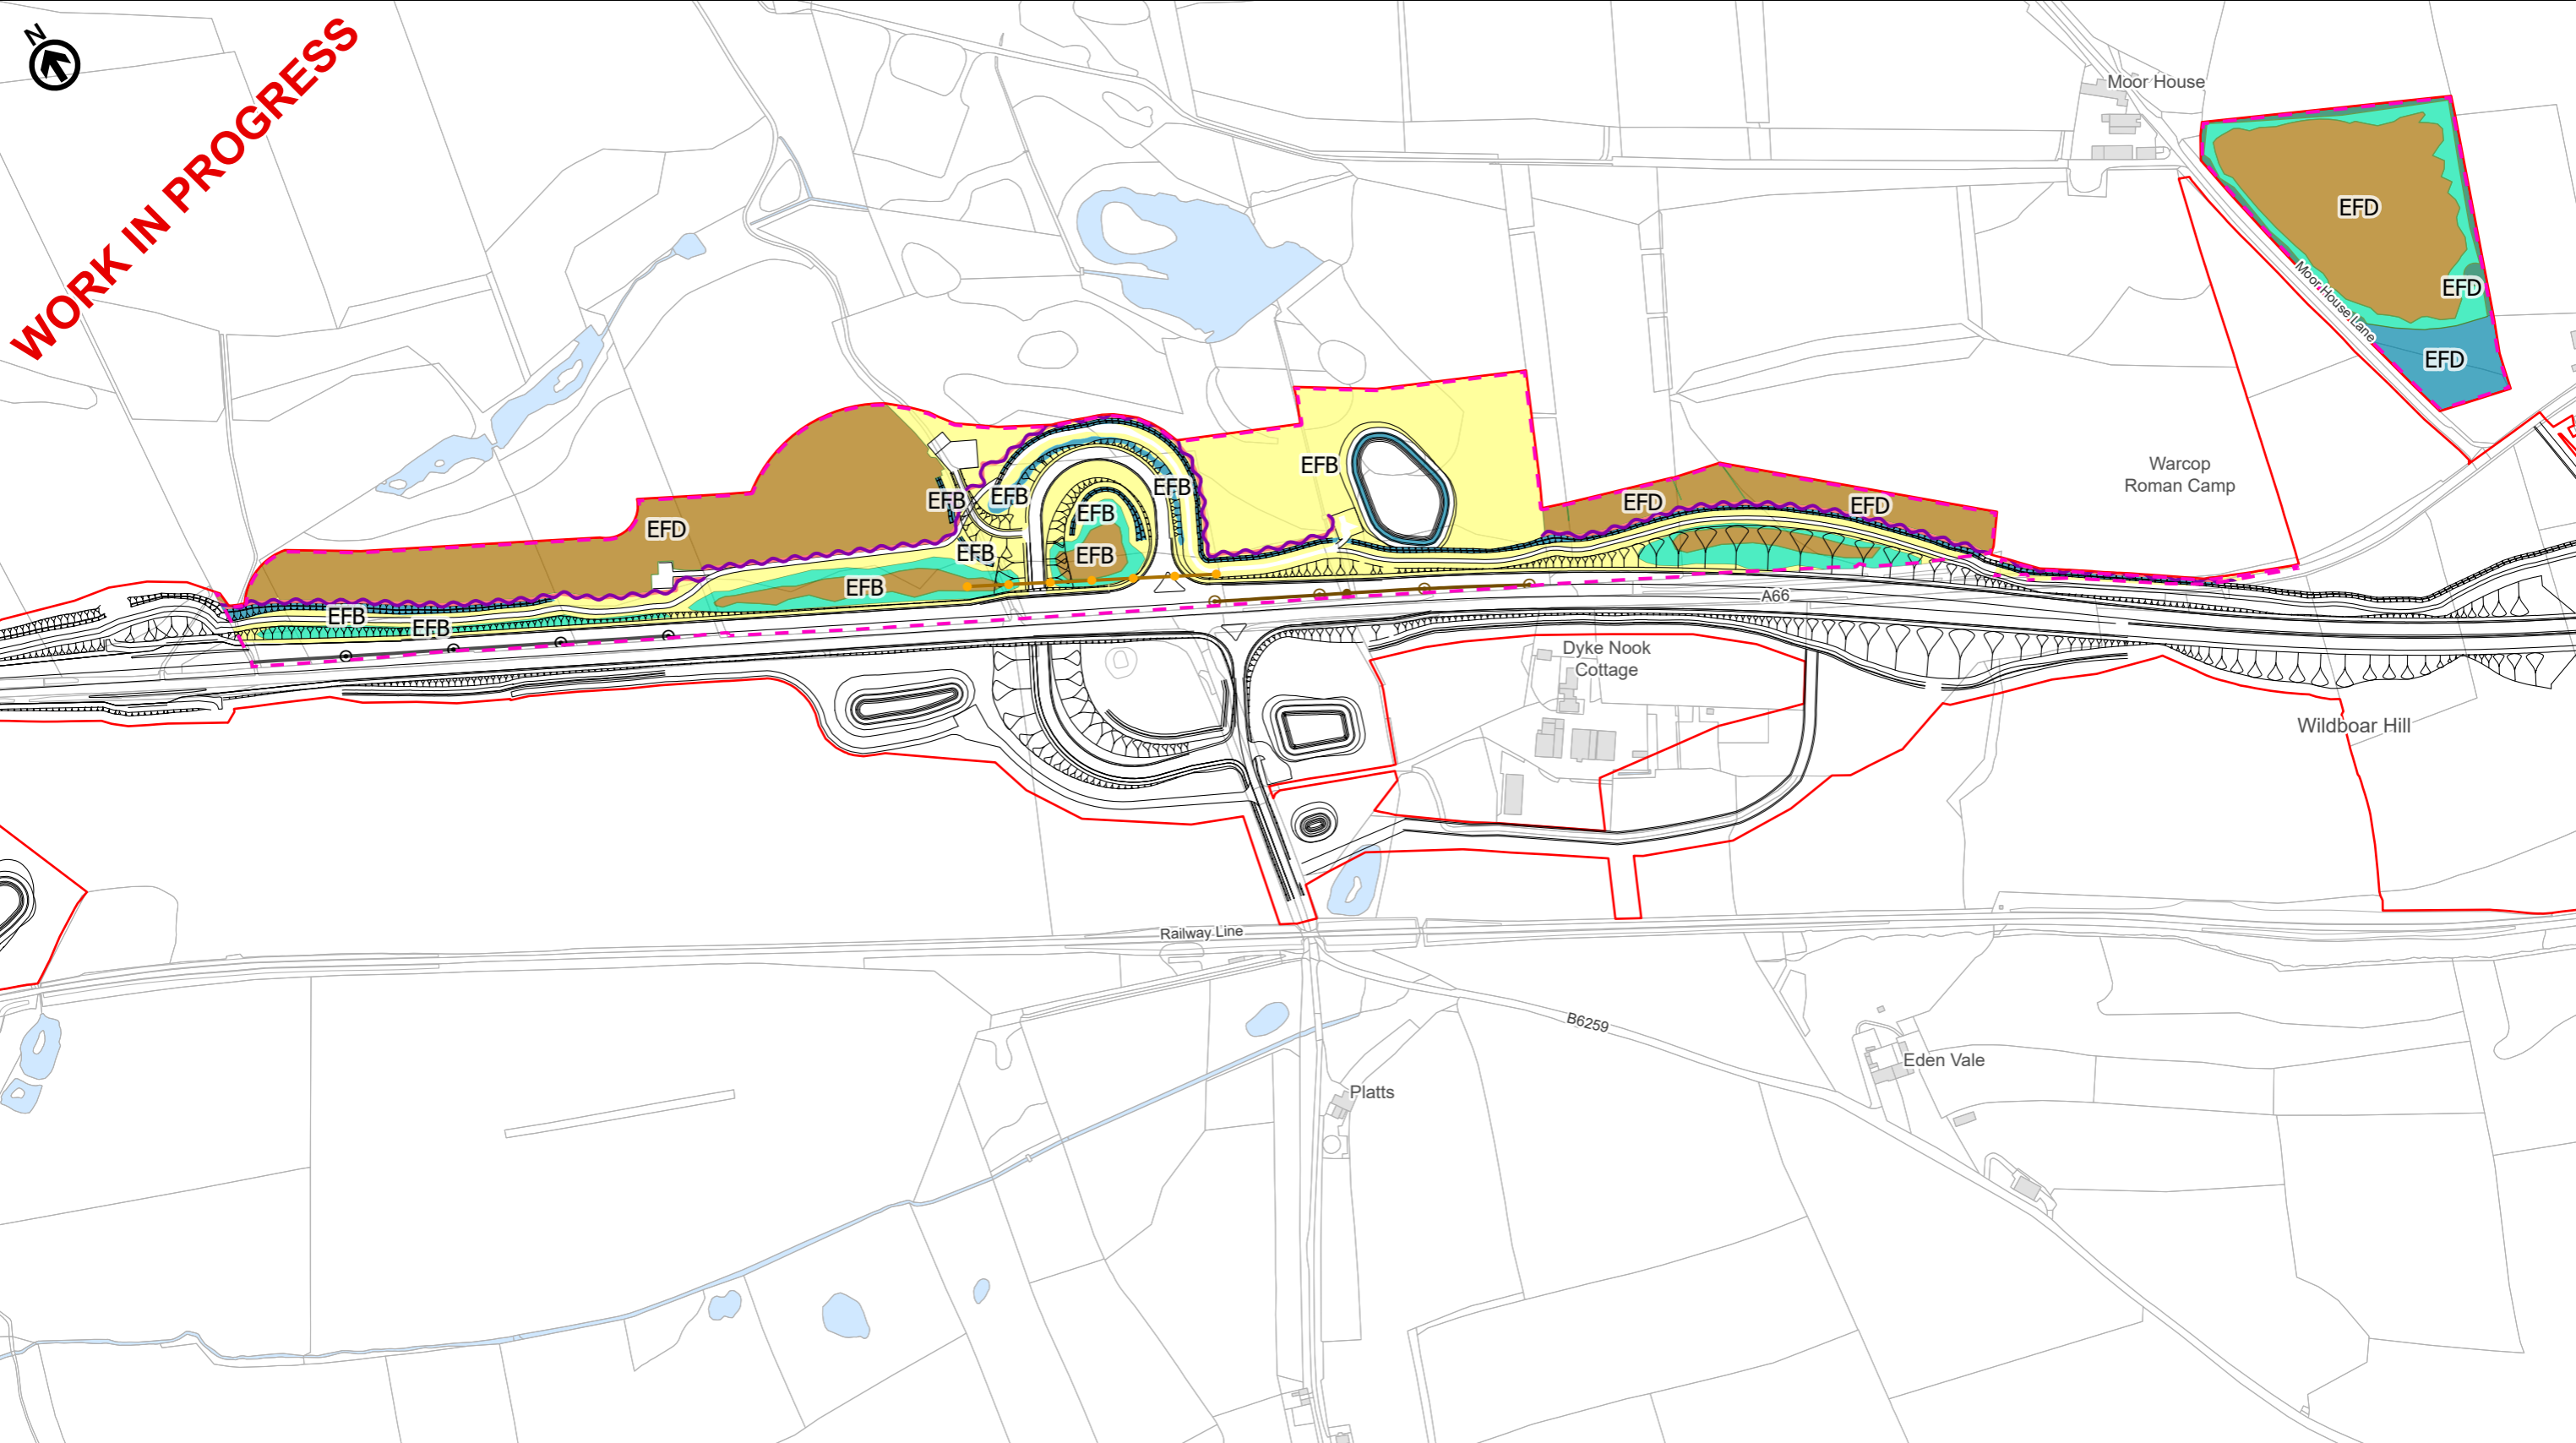 N
WORK IN PROGRESS
Moor House
EFD
EFD
EFD
Moor House Lane
Warcop
Roman Camp
EFB
EFB
EFB
EFB
EFB
EFB
EFB
EFB
EFD
EFD
EFD
EFB
EFB
EFB
A66
Dyke Nook
Cottage
Wildboar Hill
Railway Line
B6259
Eden Vale
Platts